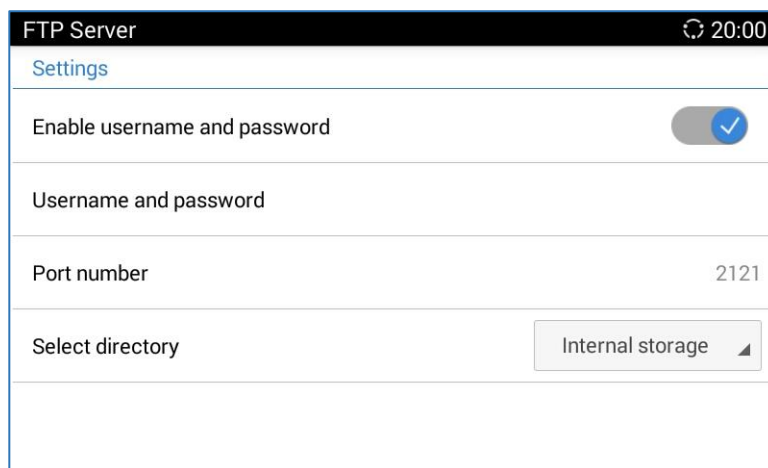 FTP Server 20:00
Settings
Enable username and password
Username and password
Port number 2121
Select directory Internal storage